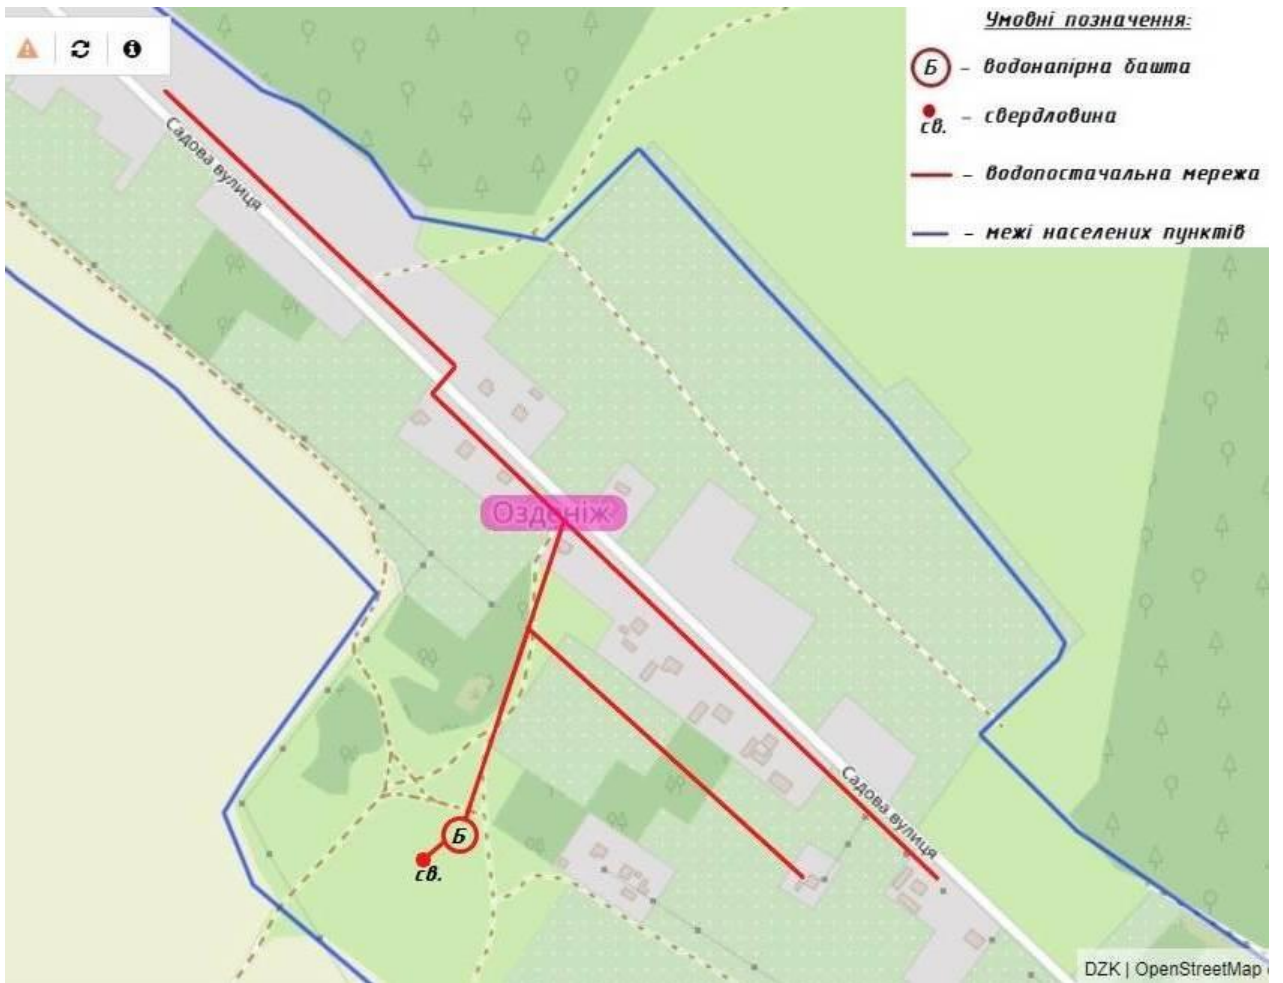 Умовні позначення:
Б – водонапірна башта
св. – свердловина
– водопостачальна мережа
– межі населених пунктів
Садова вулиця
Озденіж
Садова вулиця
Б
св.
DZK | OpenStreetMap